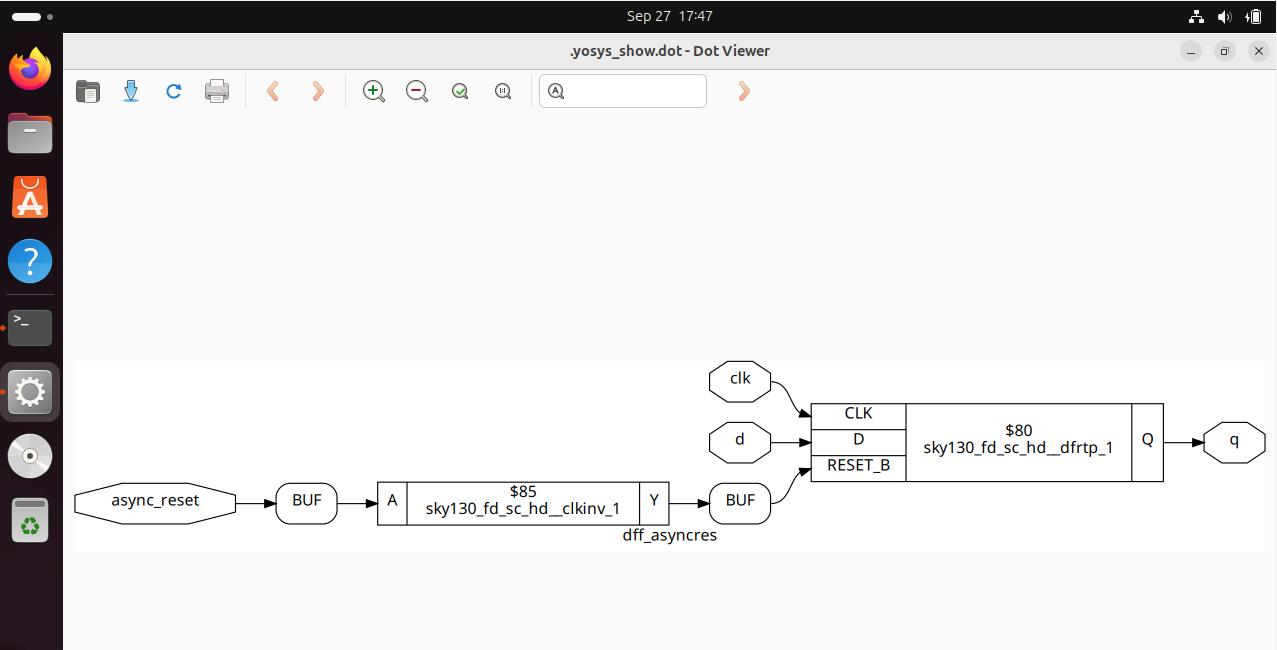 Sep 27 17:47
.yosys_show.dot - Dot Viewer
A
>_
?
A
clk
CLK
$80
d
D
sky130_fd_sc_hd__dfrtp_1
Q
q
RESET_B
async_reset
BUF
A
$85
sky130_fd_sc_hd__clkinv_1
Y
BUF
dff_asyncres